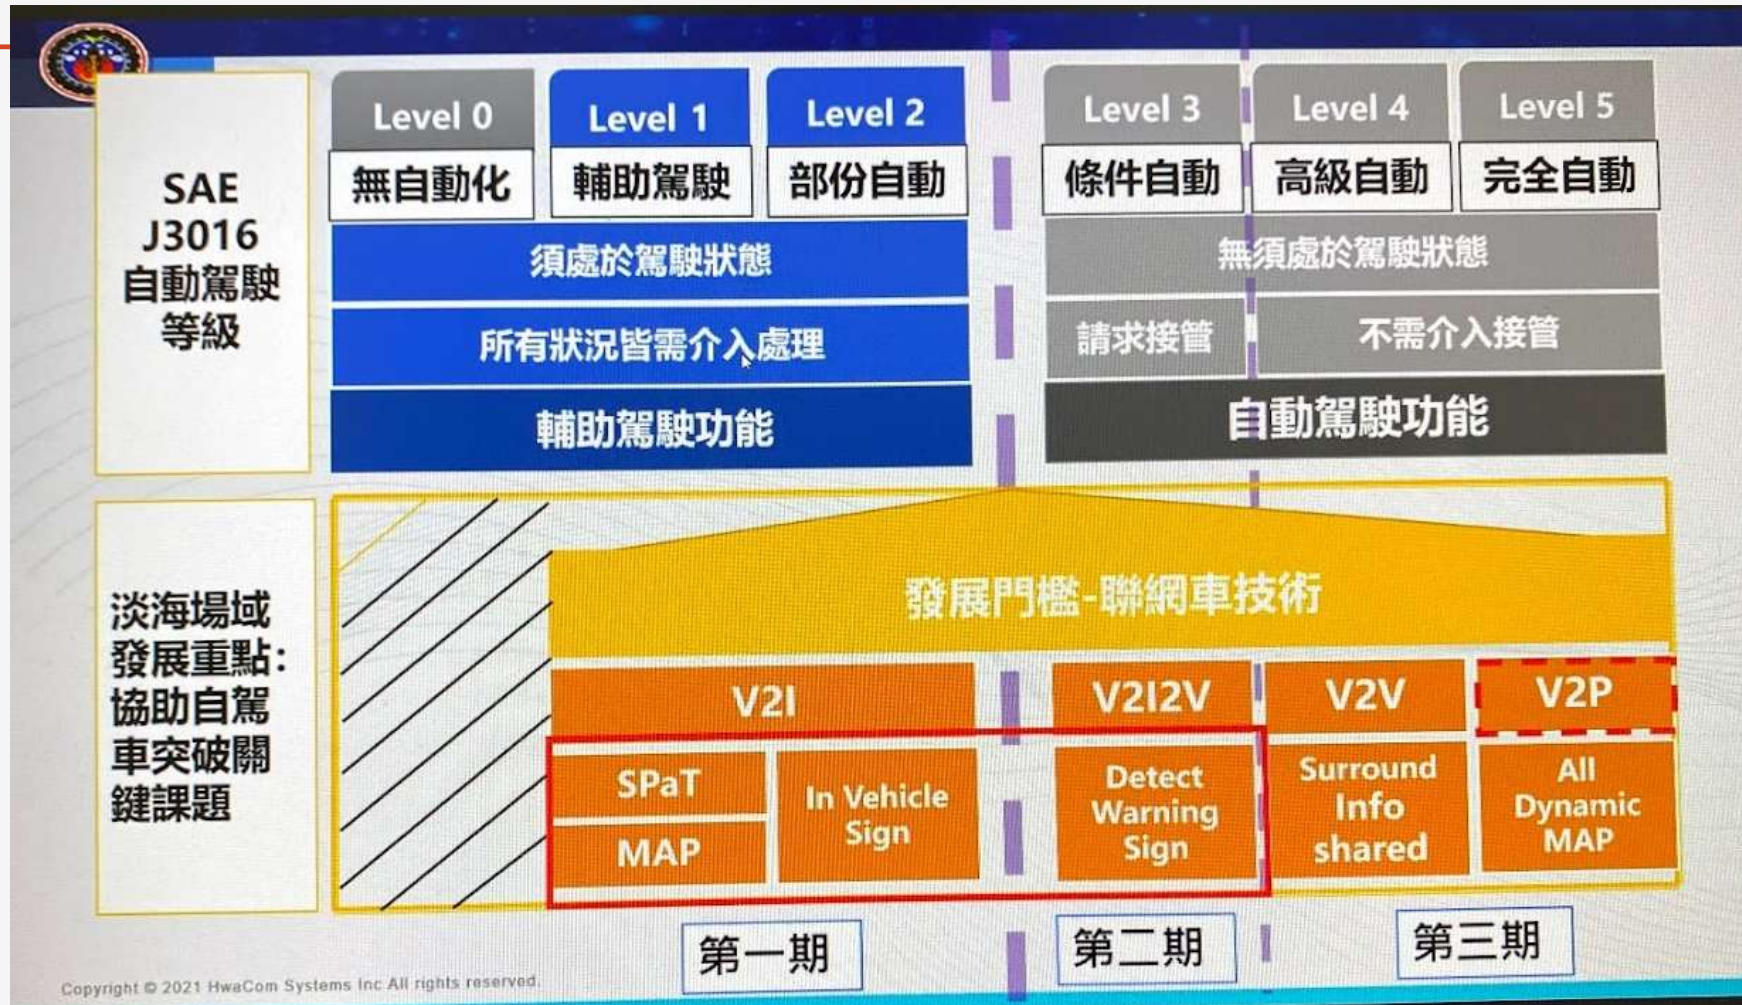 SAE
J3016
自動駕駛
等級
Level 0
Level 1
Level 2
Level 3
Level 4
Level 5
無自動化
輔助駕駛
部份自動
條件自動
高級自動
完全自動
須處於駕駛狀態
無須處於駕駛狀態
所有狀況皆需介入處理
請求接管
不需介入接管
輔助駕駛功能
自動駕駛功能
淡海場域
發展重點:
協助自駕
車突破關
鍵課題
發展門檻-聯網車技術
V2I
V2I2V
V2V
V2P
SPaT
MAP
In Vehicle
Sign
Detect
Warning
Sign
Surround
Info
shared
All
Dynamic
MAP
第一期
第二期
第三期
Copyright © 2021 HwaCom Systems Inc All rights reserved.